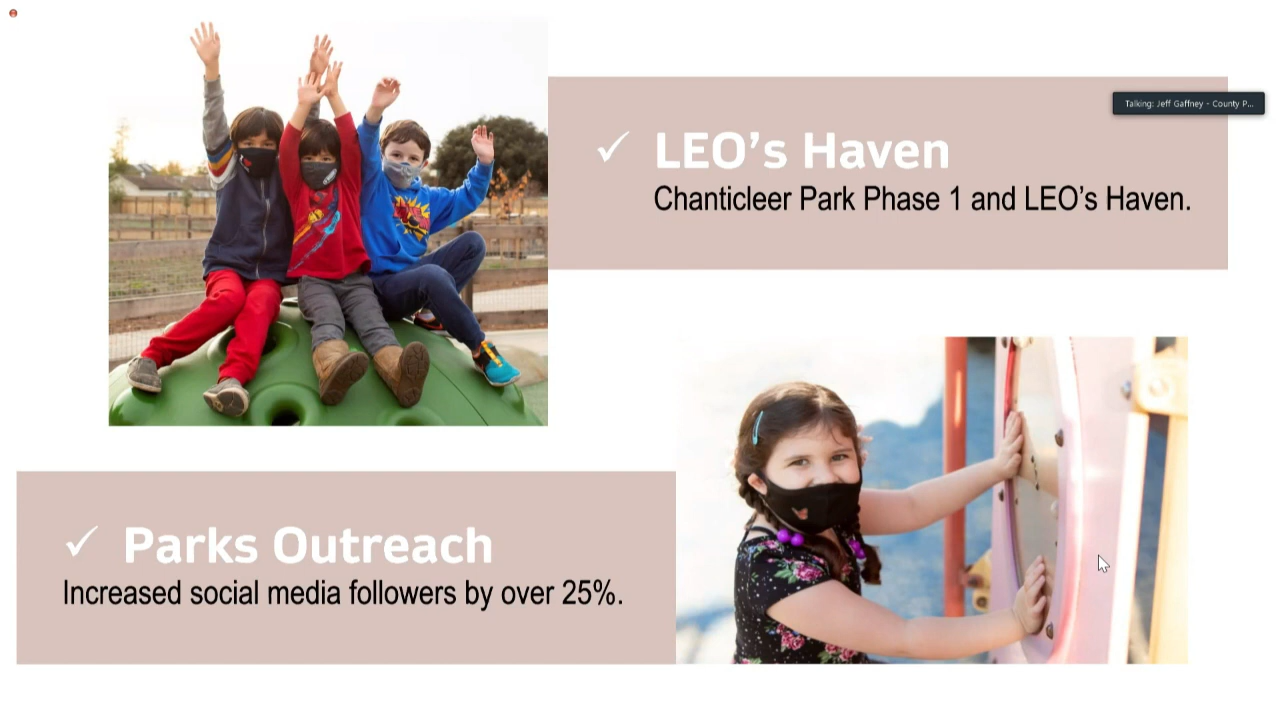 Talking: Jeff Gaffney - County P...
✓ LEO's Haven
Chanticleer Park Phase 1 and LEO's Haven.
✓ Parks Outreach
Increased social media followers by over 25%.